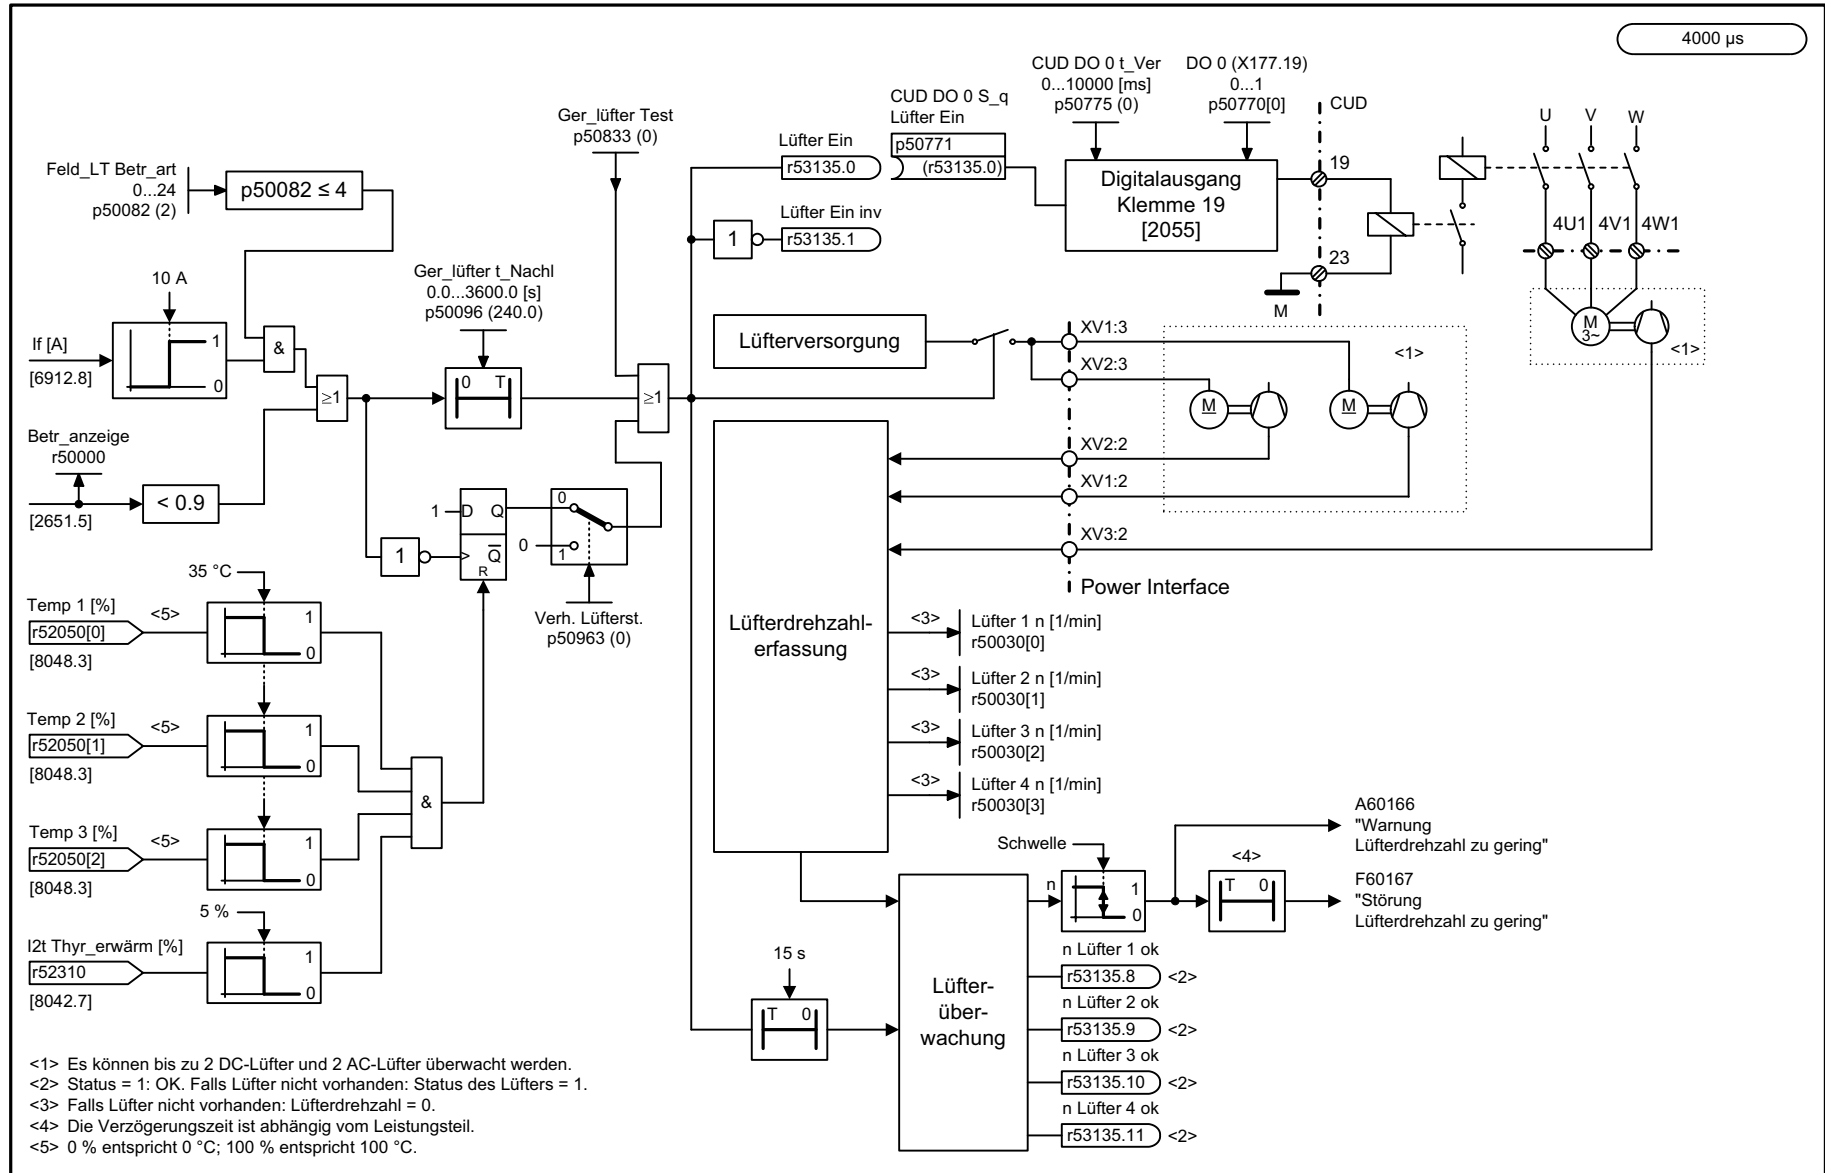 4000 µs
Feld_LT Betr_art
0...24
p50082 (2)
p50082 ≤ 4
10 A
If [A]
[6912.8]
1
0
&
≥1
Betr_anzeige
r50000
[2651.5]
< 0.9
Ger_lüfter t_Nachl
0.0...3600.0 [s]
p50096 (240.0)
0 T
Ger_lüfter Test
p50833 (0)
≥1
1
1
D Q
> Q
R
0
0
1
Verh. Lüfterst.
p50963 (0)
35 °C
Temp 1 [%]
r52050[0]
[8048.3]
<5>
1
0
Temp 2 [%]
r52050[1]
[8048.3]
<5>
1
0
Temp 3 [%]
r52050[2]
[8048.3]
<5>
1
0
5 %
I2t Thyr_erwärm [%]
r52310
[8042.7]
1
0
&
Lüfter Ein
r53135.0
Lüfter Ein inv
1
r53135.1
CUD DO 0 S_q
Lüfter Ein
p50771
(r53135.0)
CUD DO 0 t_Ver
0...10000 [ms]
p50775 (0)
DO 0 (X177.19)
0...1
p50770[0]
Digitalausgang
Klemme 19
[2055]
CUD
19
23
M
U V W
4U1 4V1 4W1
M
3~
<1>
Lüfterversorgung
XV1:3
XV2:3
<1>
M
M
XV2:2
XV1:2
XV3:2
Power Interface
Lüfterdrehzahl-
erfassung
<3>
Lüfter 1 n [1/min]
r50030[0]
<3>
Lüfter 2 n [1/min]
r50030[1]
<3>
Lüfter 3 n [1/min]
r50030[2]
<3>
Lüfter 4 n [1/min]
r50030[3]
Schwelle
n
1
0
<4>
T 0
A60166
"Warnung
Lüfterdrehzahl zu gering"
F60167
"Störung
Lüfterdrehzahl zu gering"
15 s
T 0
Lüfter-
über-
wachung
n Lüfter 1 ok
r53135.8 <2>
n Lüfter 2 ok
r53135.9 <2>
n Lüfter 3 ok
r53135.10 <2>
n Lüfter 4 ok
r53135.11 <2>
<1> Es können bis zu 2 DC-Lüfter und 2 AC-Lüfter überwacht werden.
<2> Status = 1: OK. Falls Lüfter nicht vorhanden: Status des Lüfters = 1.
<3> Falls Lüfter nicht vorhanden: Lüfterdrehzahl = 0.
<4> Die Verzögerungszeit ist abhängig vom Leistungsteil.
<5> 0 % entspricht 0 °C; 100 % entspricht 100 °C.